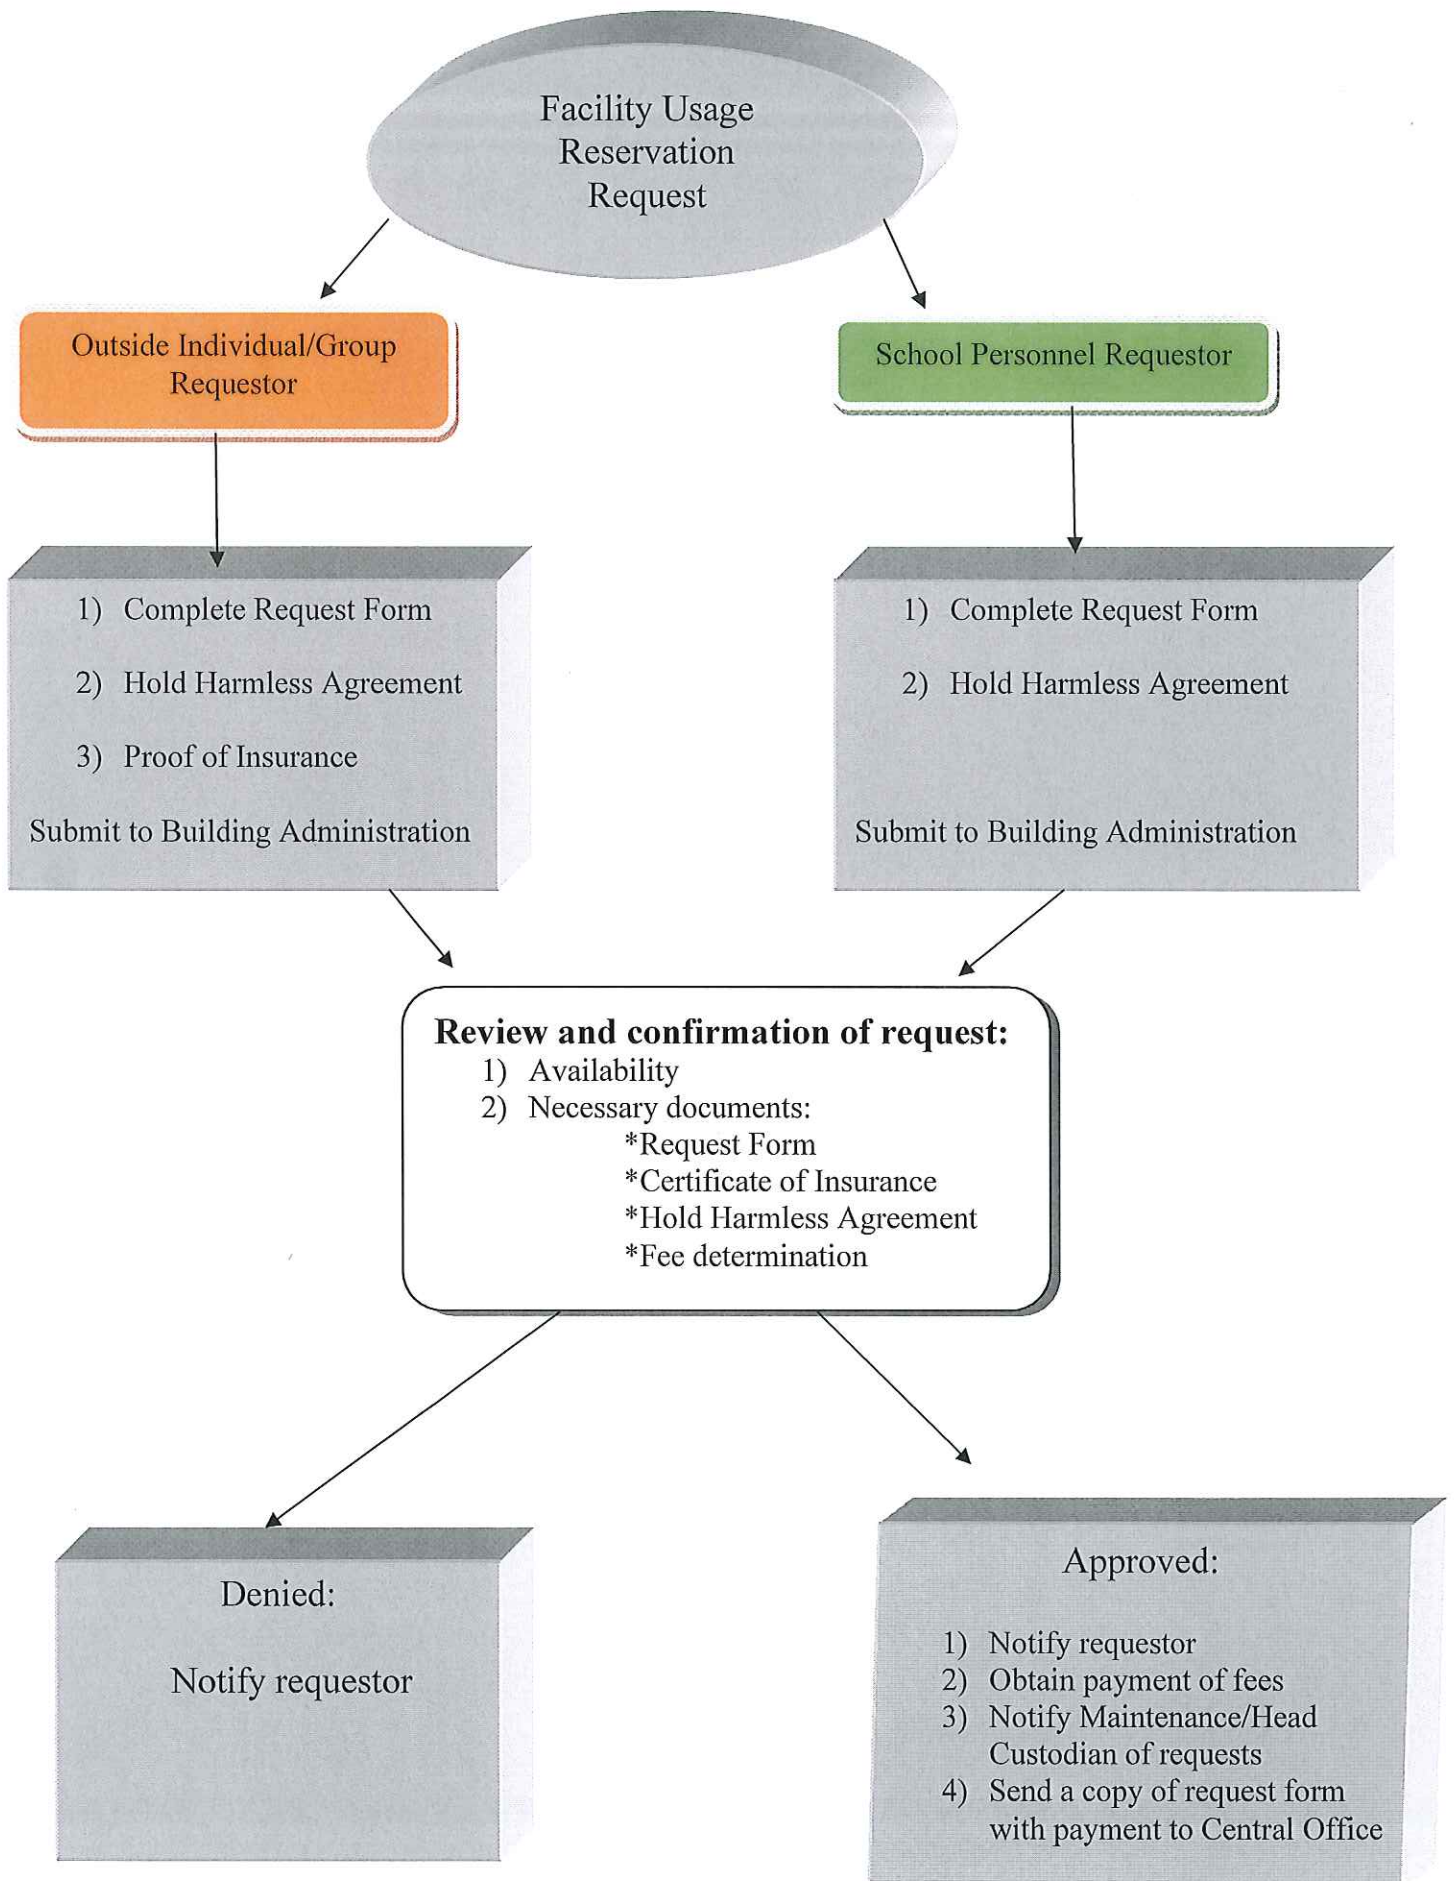 Facility Usage
Reservation
Request
Outside Individual/Group
Requestor
School Personnel Requestor
1) Complete Request Form
2) Hold Harmless Agreement
3) Proof of Insurance
Submit to Building Administration
1) Complete Request Form
2) Hold Harmless Agreement
Submit to Building Administration
Review and confirmation of request:
1) Availability
2) Necessary documents:
*Request Form
*Certificate of Insurance
*Hold Harmless Agreement
*Fee determination
Denied:
Notify requestor
Approved:
1) Notify requestor
2) Obtain payment of fees
3) Notify Maintenance/Head
Custodian of requests
4) Send a copy of request form
with payment to Central Office